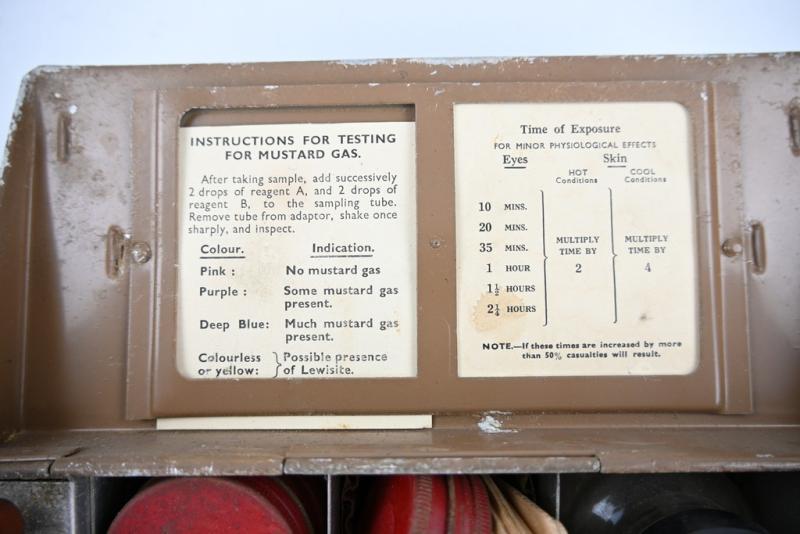 INSTRUCTIONS FOR TESTING
FOR MUSTARD GAS.
After taking sample, add successively
2 drops of reagent A, and 2 drops of
reagent B, to the sampling tube.
Remove tube from adaptor, shake once
sharply, and inspect.
Colour. Indication.
Pink : No mustard gas
Purple : Some mustard gas
present.
Deep Blue: Much mustard gas
present.
Colourless Possible presence
or yellow: of Lewisite.
Time of Exposure
FOR MINOR PHYSIOLOGICAL EFFECTS
Eyes Skin
HOT COOL
Conditions Conditions
10 MINS.
20 MINS.
35 MINS. MULTIPLY MULTIPLY
TIME BY TIME BY
1 HOUR 2 4
1½ HOURS
2¼ HOURS
NOTE.—If these times are increased by more
than 50% casualties will result.